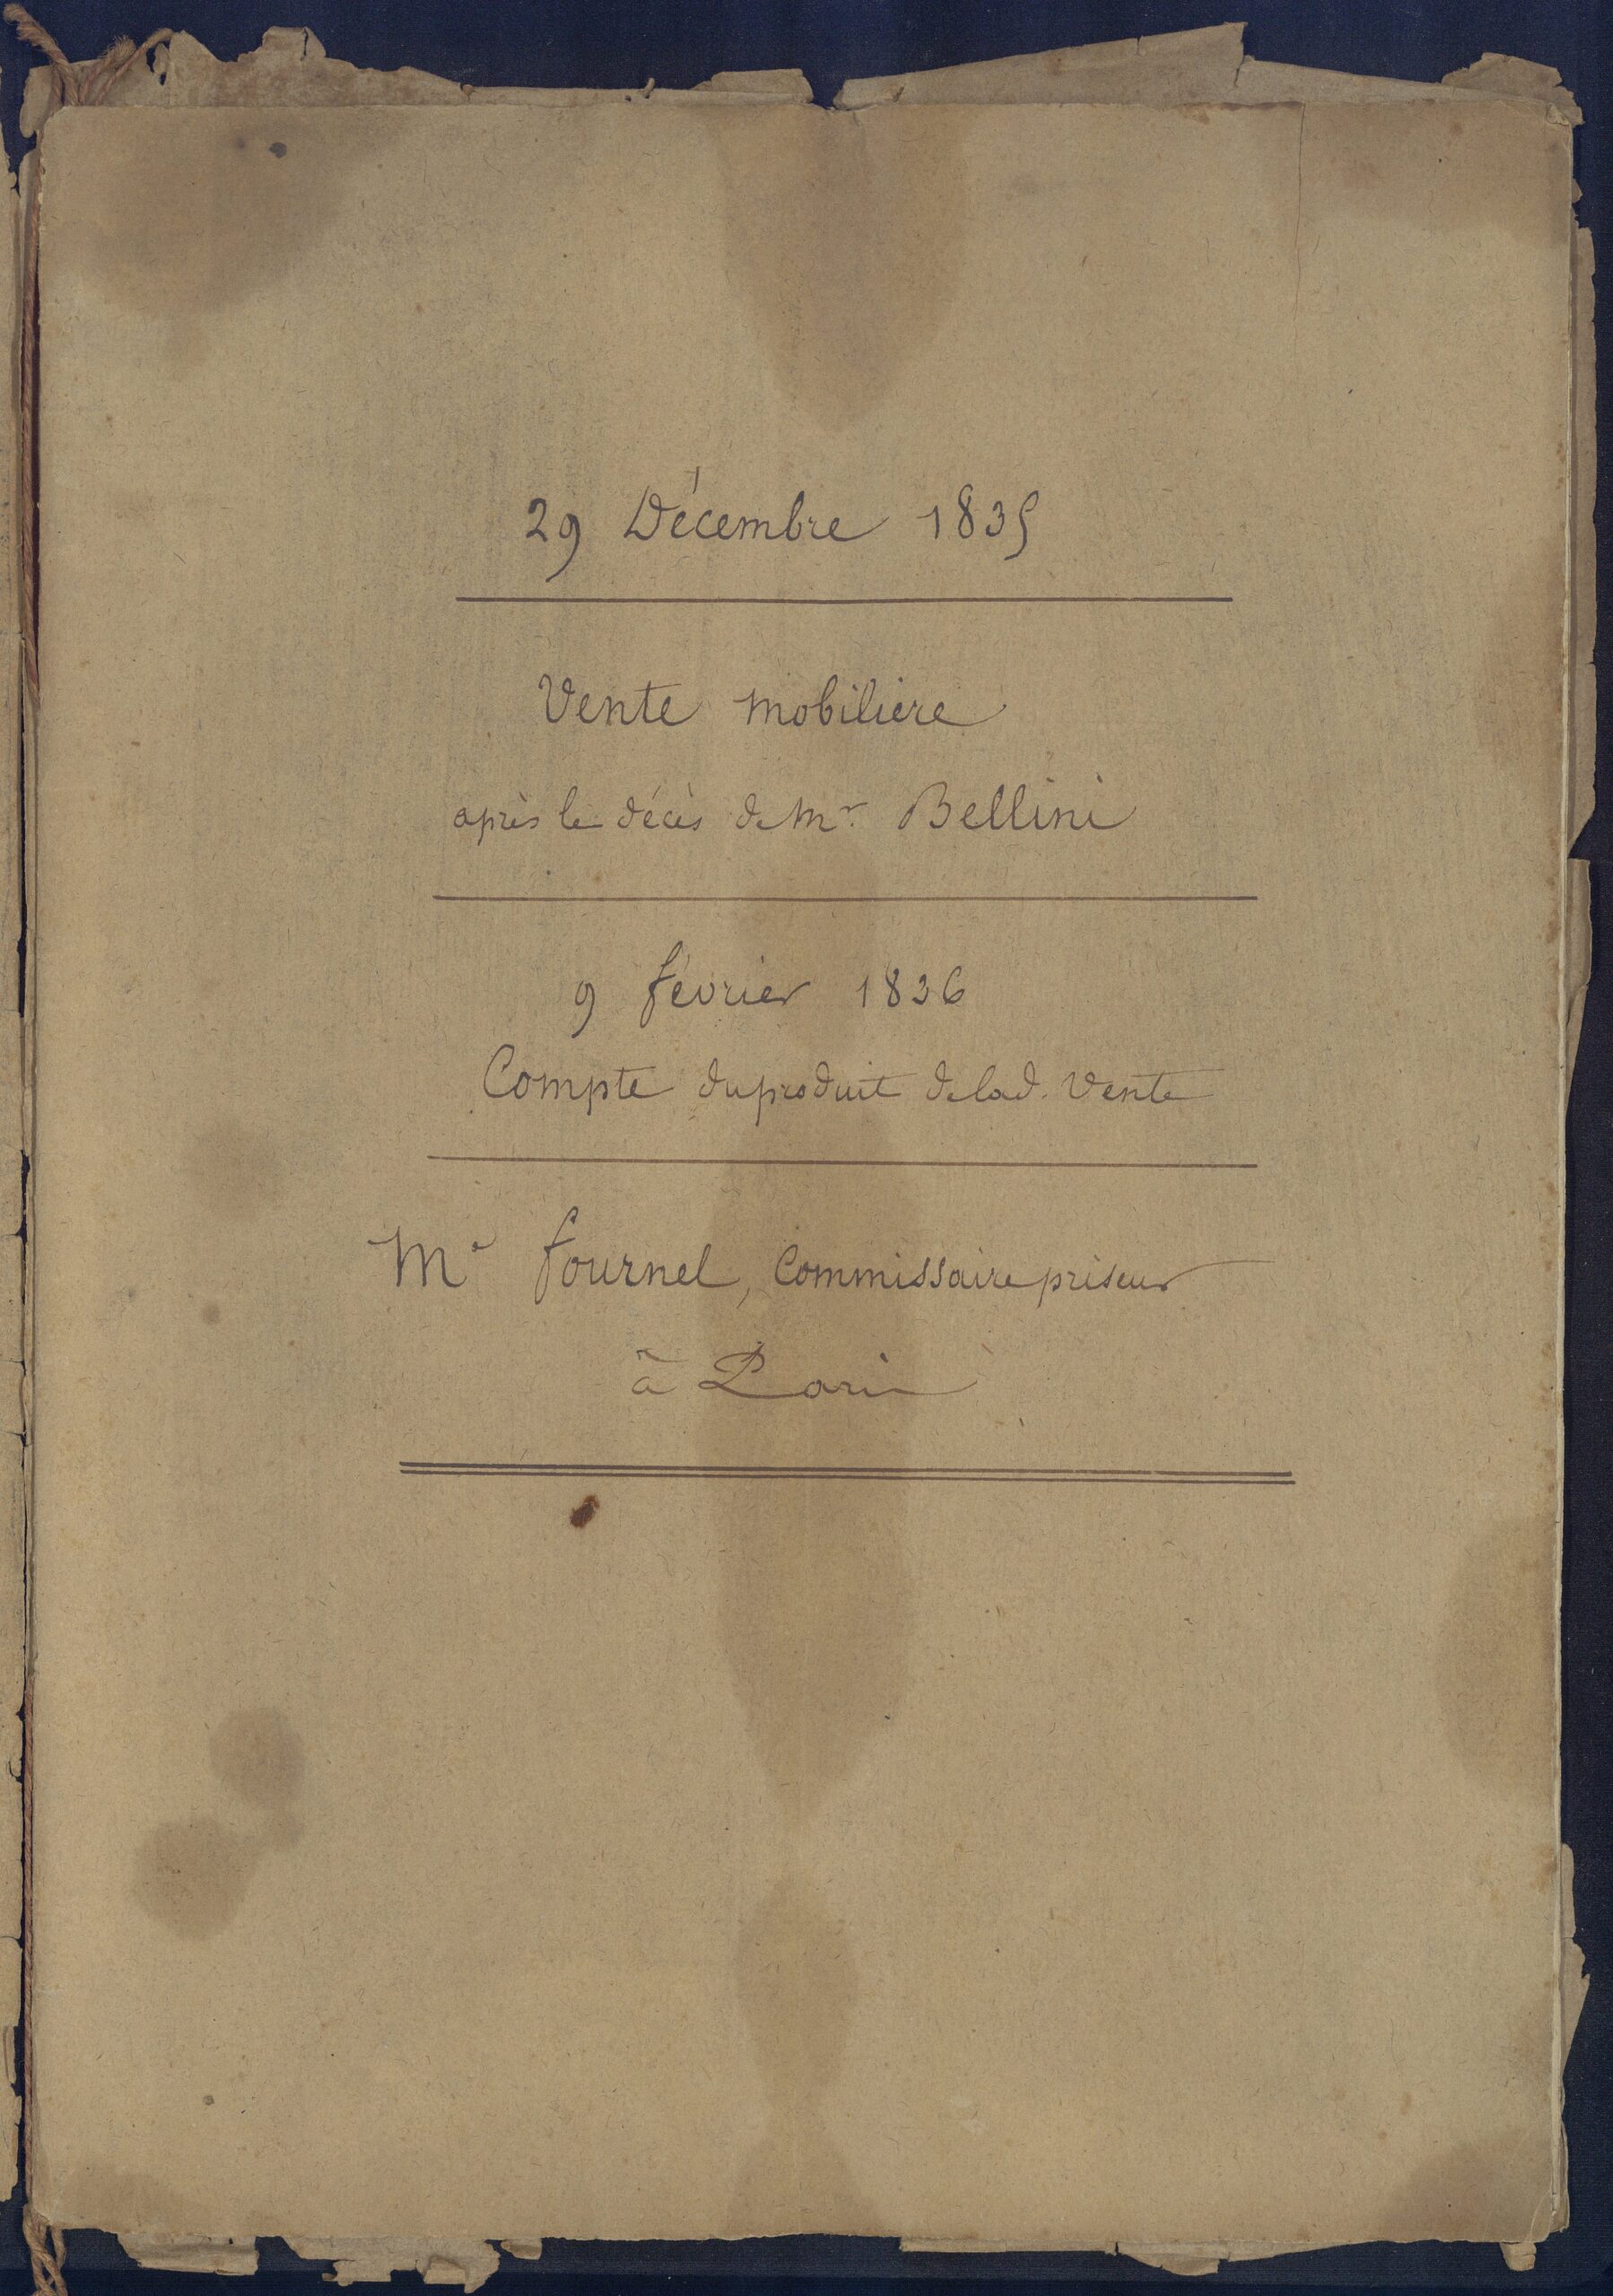 29 Décembre 1835
Vente mobilière
après le décès de Mr Bellini
9 février 1836
Compte du produit de lad. Vente
Me fournel, Commissaire priseur
à Paris